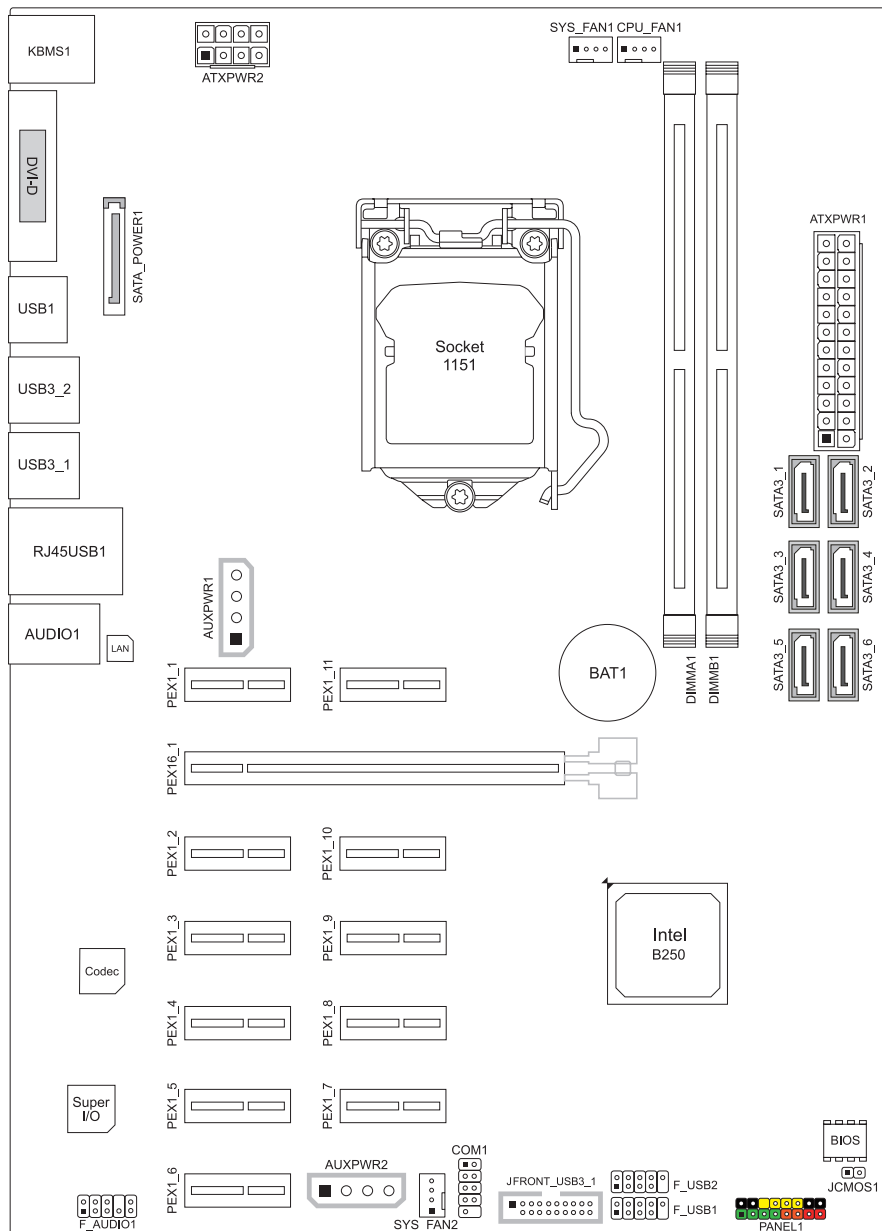 SYS_FAN1 CPU_FAN1
KBMS1
ATXPWR2
DVI-D
SATA_POWER1
ATXPWR1
USB1
Socket
1151
USB3_2
USB3_1
SATA3_1
SATA3_2
RJ45USB1
SATA3_3
SATA3_4
AUXPWR1
AUDIO1
LAN
SATA3_5
SATA3_6
BAT1
DIMMA1
DIMMB1
PEX1_1
PEX1_11
PEX16_1
PEX1_2
PEX1_10
PEX1_3
PEX1_9
Intel
B250
Codec
PEX1_4
PEX1_8
PEX1_5
PEX1_7
Super
I/O
BIOS
COM1
PEX1_6
AUXPWR2
JFRONT_USB3_1
F_USB2
JCMOS1
F_USB1
F_AUDIO1
SYS_FAN2
PANEL1